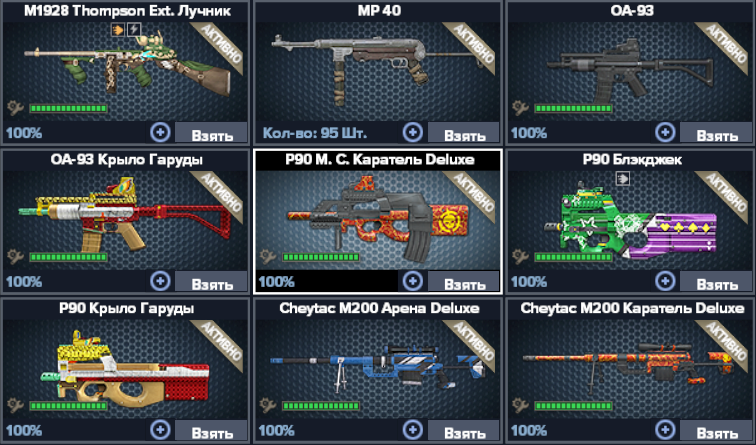 M1928 Thompson Ext. Лучник
MP 40
OA-93
АКТИВНО
АКТИВНО
АКТИВНО
100%
Взять
Кол-во: 95 Шт.
Взять
100%
Взять
OA-93 Крыло Гаруды
P90 M. C. Каратель Deluxe
P90 Блэкджек
АКТИВНО
АКТИВНО
АКТИВНО
100%
Взять
100%
Взять
100%
Взять
P90 Крыло Гаруды
Cheytac M200 Арена Deluxe
Cheytac M200 Каратель Deluxe
АКТИВНО
АКТИВНО
АКТИВНО
100%
Взять
100%
Взять
100%
Взять